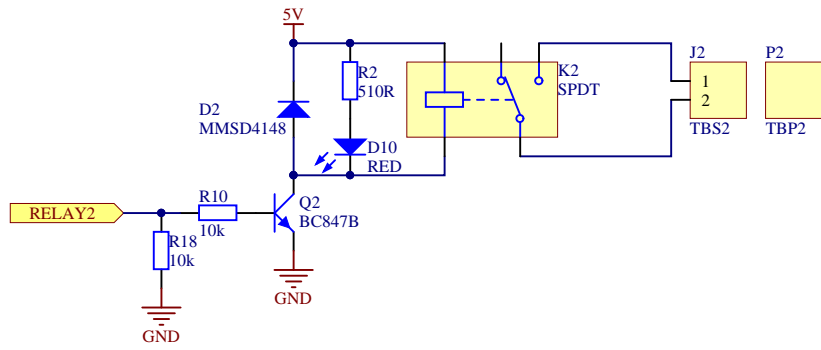 5V
J2
P2
K2
SPDT
R2
510R
1
2
D2
MMSD4148
TBS2
TBP2
D10
RED
R10
Q2
BC847B
RELAY2
10k
R18
10k
GND
GND